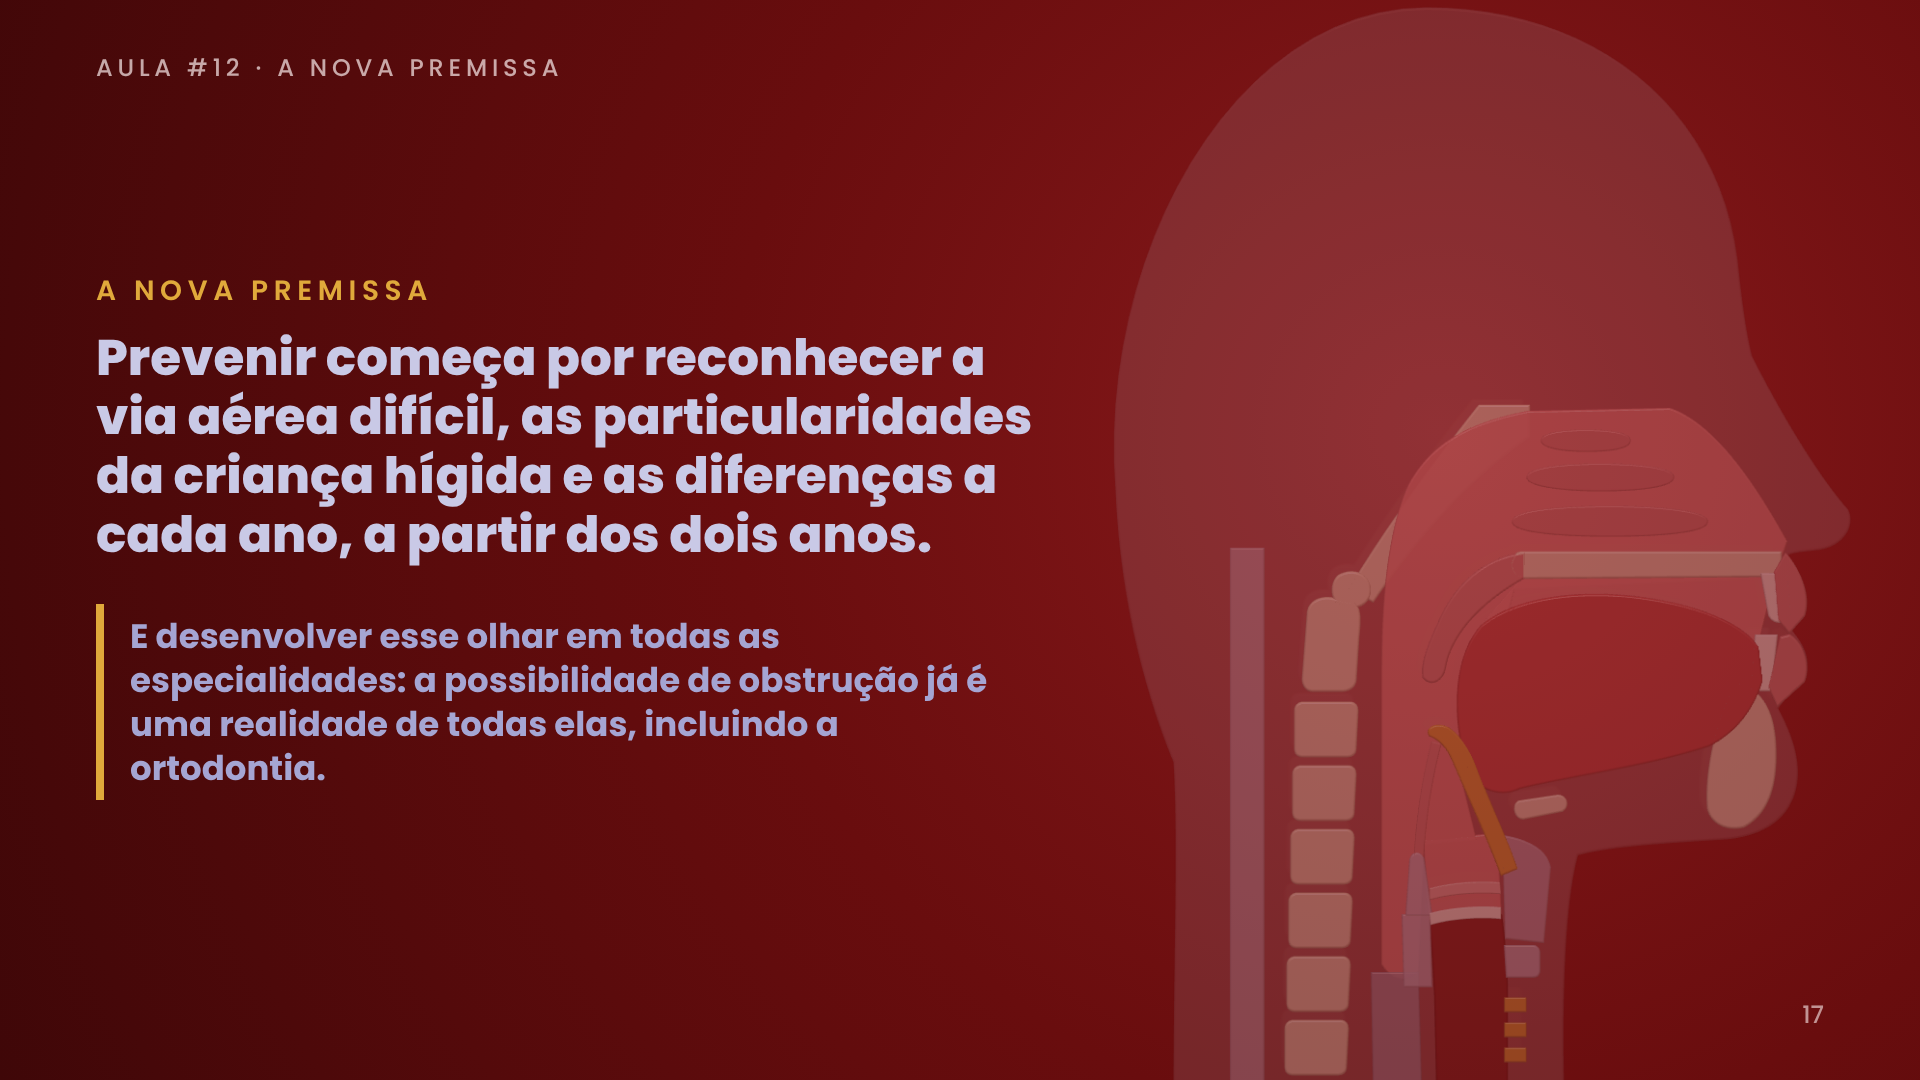 AULA #12 · A NOVA PREMISSA
A NOVA PREMISSA
Prevenir começa por reconhecer a
via aérea difícil, as particularidades
da criança hígida e as diferenças a
cada ano, a partir dos dois anos.
E desenvolver esse olhar em todas as
especialidades: a possibilidade de obstrução já é
uma realidade de todas elas, incluindo a
ortodontia.
17